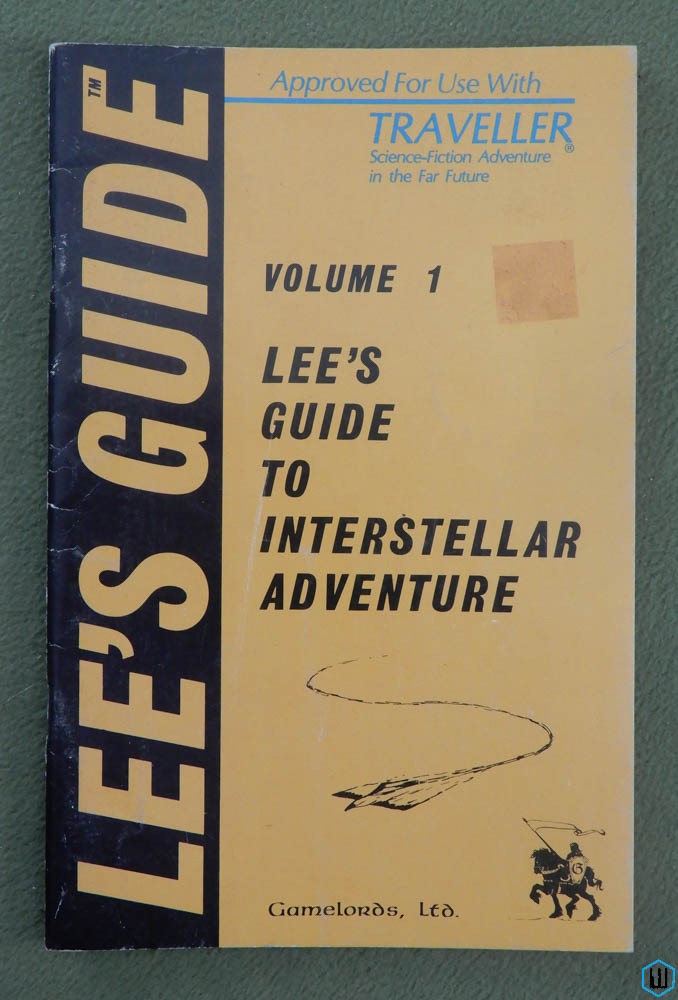 LEE'S GUIDE™
Approved For Use With
TRAVELLER®
Science-Fiction Adventure
in the Far Future
VOLUME 1
LEE'S
GUIDE
TO
INTERSTELLAR
ADVENTURE
G
Gamelords, Ltd.
W